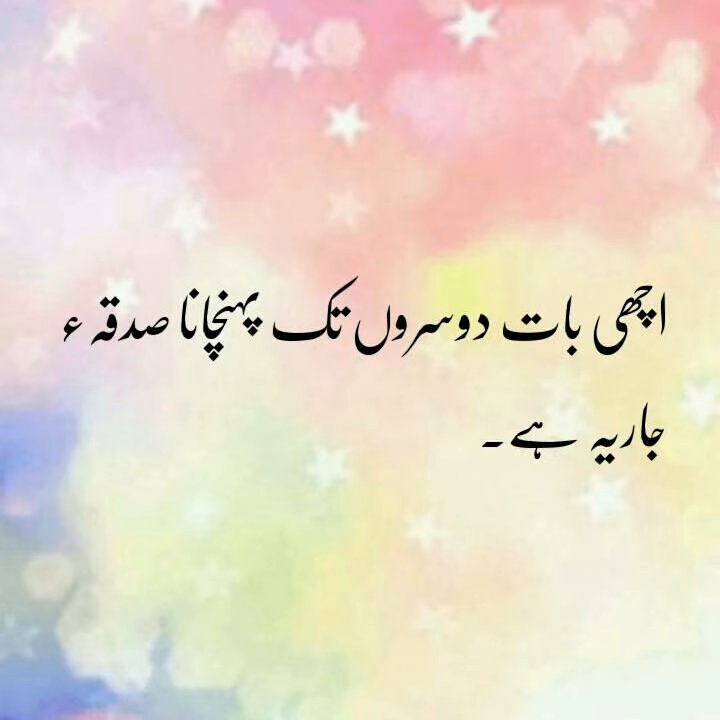 اچھی بات دوسروں تک پہنچانا صدقہ ء
جاریہ ہے۔